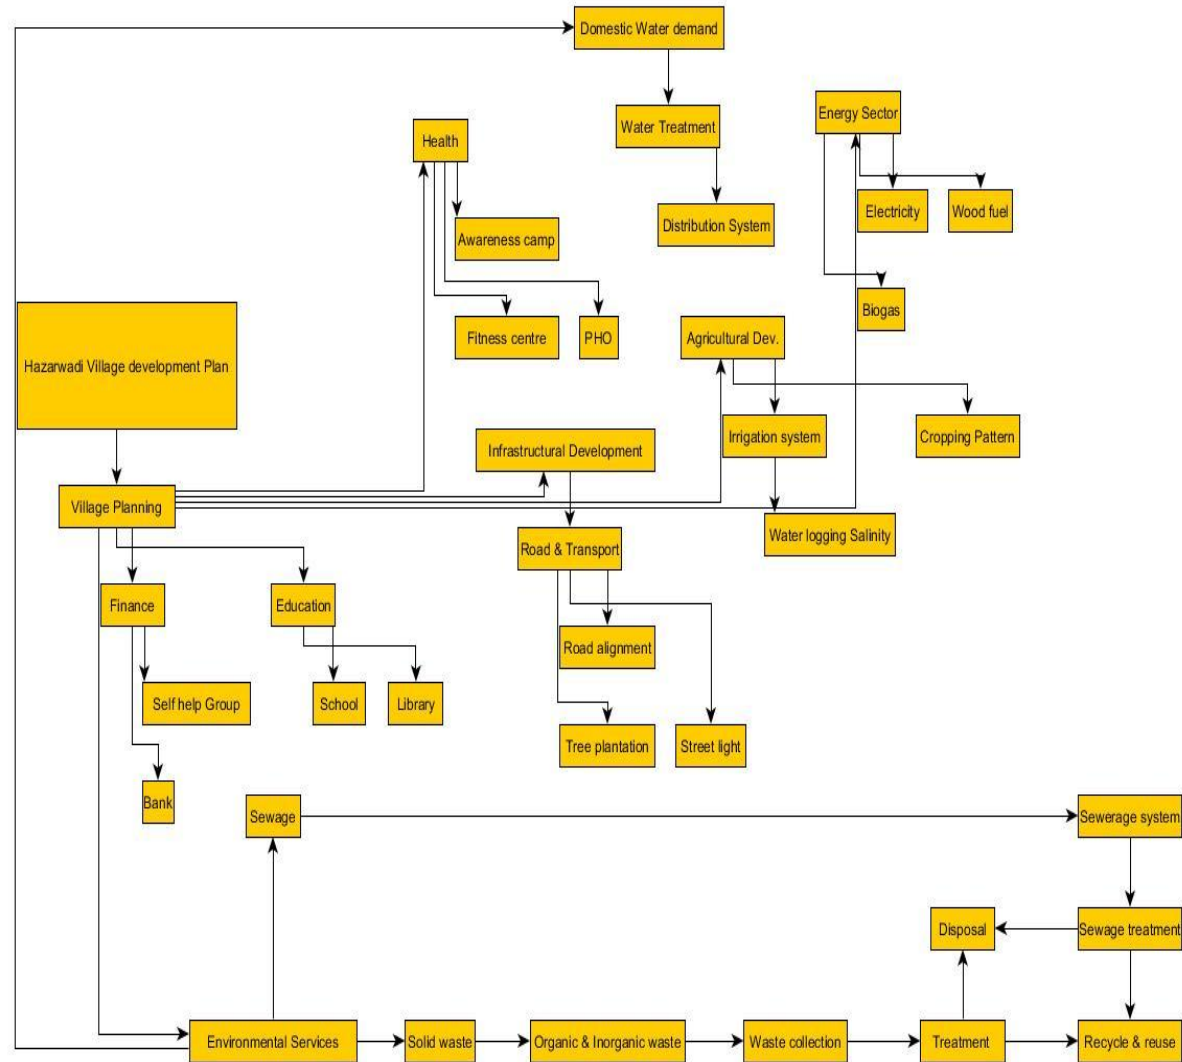 Domestic Water demand
Water Treatment
Energy Sector
Health
Electricity
Wood fuel
Distribution System
Awareness camp
Biogas
Fitness centre
PHO
Agricultural Dev.
Hazarwadi Village development Plan
Irrigation system
Cropping Pattern
Infrastructural Development
Village Planning
Water logging Salinity
Road & Transport
Finance
Education
Road alignment
Self help Group
School
Library
Tree plantation
Street light
Bank
Sewage
Sewerage system
Disposal
Sewage treatment
Environmental Services
Solid waste
Organic & Inorganic waste
Waste collection
Treatment
Recycle & reuse